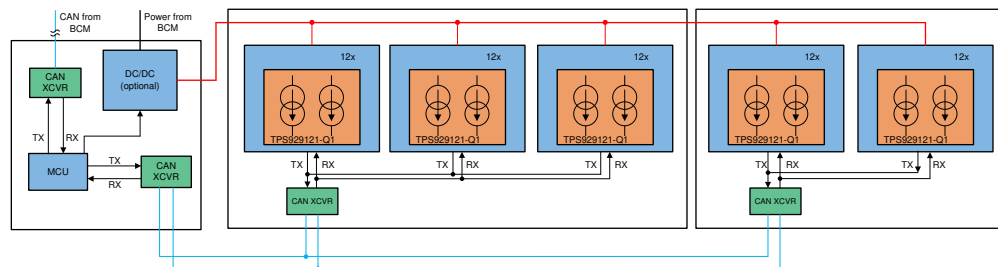 CAN from
BCM
Power from
BCM
CAN
XCVR
DC/DC
(optional)
TX
RX
MCU
TX
RX
CAN
XCVR
12x
TPS929121-Q1
12x
TPS929121-Q1
12x
TPS929121-Q1
TX
RX
TX
RX
TX
RX
CAN XCVR
12x
TPS929121-Q1
12x
TPS929121-Q1
TX
RX
TX
RX
CAN XCVR